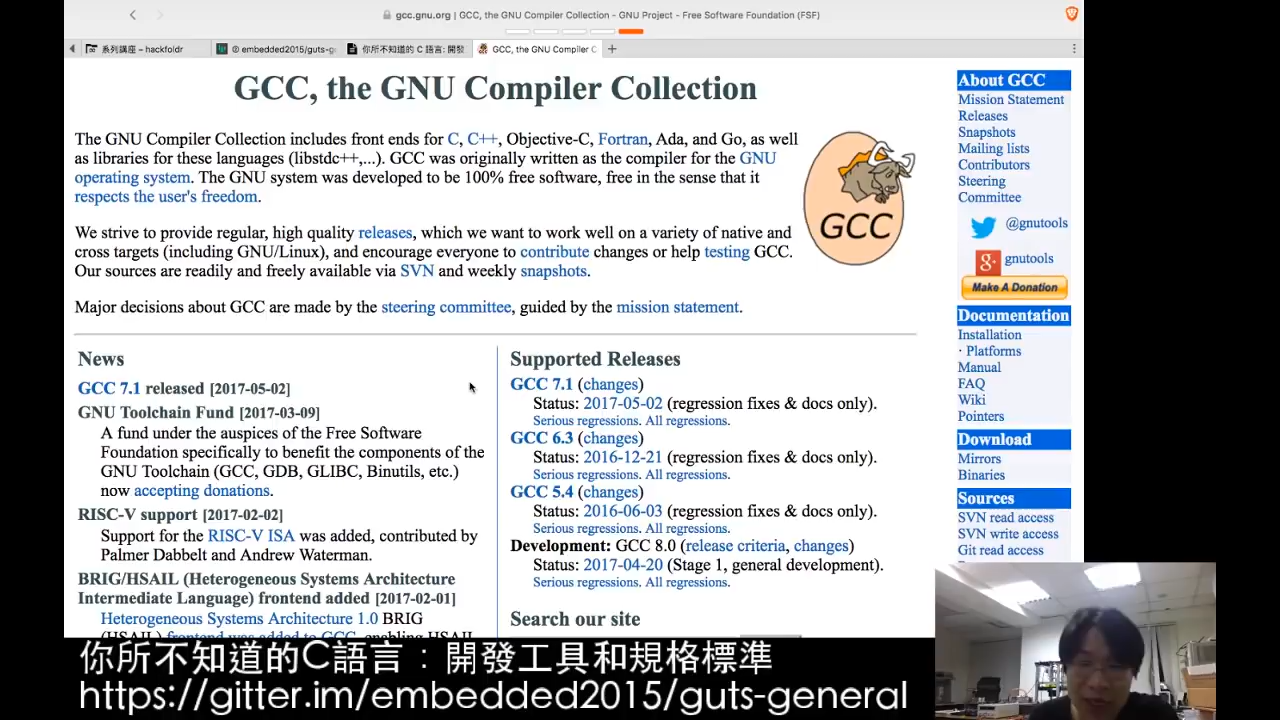 gcc.gnu.org | GCC, the GNU Compiler Collection - GNU Project - Free Software Foundation (FSF)
系列講座 – hackfoldr
embedded2015/guts-g
你所不知道的 C 語言: 開發
GCC, the GNU Compiler C
GCC, the GNU Compiler Collection
The GNU Compiler Collection includes front ends for C, C++, Objective-C, Fortran, Ada, and Go, as well
as libraries for these languages (libstdc++,...). GCC was originally written as the compiler for the GNU
operating system. The GNU system was developed to be 100% free software, free in the sense that it
respects the user's freedom.
We strive to provide regular, high quality releases, which we want to work well on a variety of native and
cross targets (including GNU/Linux), and encourage everyone to contribute changes or help testing GCC.
Our sources are readily and freely available via SVN and weekly snapshots.
Major decisions about GCC are made by the steering committee, guided by the mission statement.
GCC
News
GCC 7.1 released [2017-05-02]
GNU Toolchain Fund [2017-03-09]
A fund under the auspices of the Free Software
Foundation specifically to benefit the components of the
GNU Toolchain (GCC, GDB, GLIBC, Binutils, etc.)
now accepting donations.
RISC-V support [2017-02-02]
Support for the RISC-V ISA was added, contributed by
Palmer Dabbelt and Andrew Waterman.
BRIG/HSAIL (Heterogeneous Systems Architecture
Intermediate Language) frontend added [2017-02-01]
Heterogeneous Systems Architecture 1.0 BRIG
(HSAIL) frontend was added to GCC, enabling HSAIL
Supported Releases
GCC 7.1 (changes)
Status: 2017-05-02 (regression fixes & docs only).
Serious regressions. All regressions.
GCC 6.3 (changes)
Status: 2016-12-21 (regression fixes & docs only).
Serious regressions. All regressions.
GCC 5.4 (changes)
Status: 2016-06-03 (regression fixes & docs only).
Serious regressions. All regressions.
Development: GCC 8.0 (release criteria, changes)
Status: 2017-04-20 (Stage 1, general development).
Serious regressions. All regressions.
Search our site
About GCC
Mission Statement
Releases
Snapshots
Mailing lists
Contributors
Steering
Committee
@gnutools
gnutools
Make A Donation
Documentation
Installation
· Platforms
Manual
FAQ
Wiki
Pointers
Download
Mirrors
Binaries
Sources
SVN read access
SVN write access
Git read access
你所不知道的C語言：開發工具和規格標準
https://gitter.im/embedded2015/guts-general